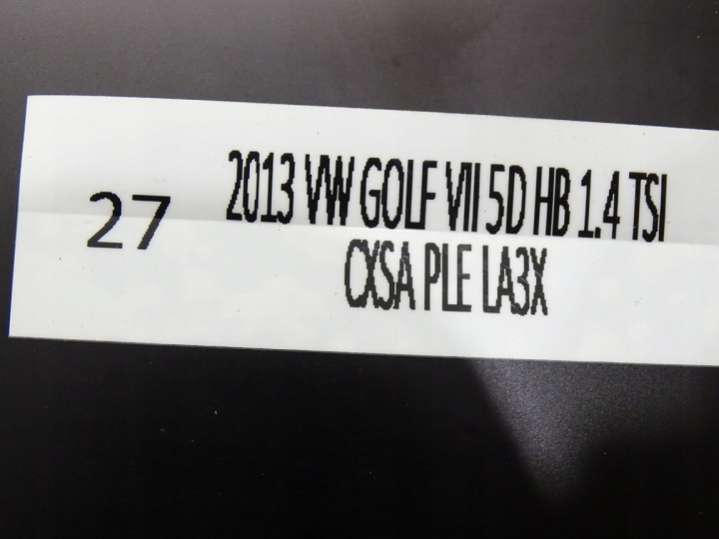 27
2013 VW GOLF VII 5D HB 1.4 TSI
CXSA PLE LA3X